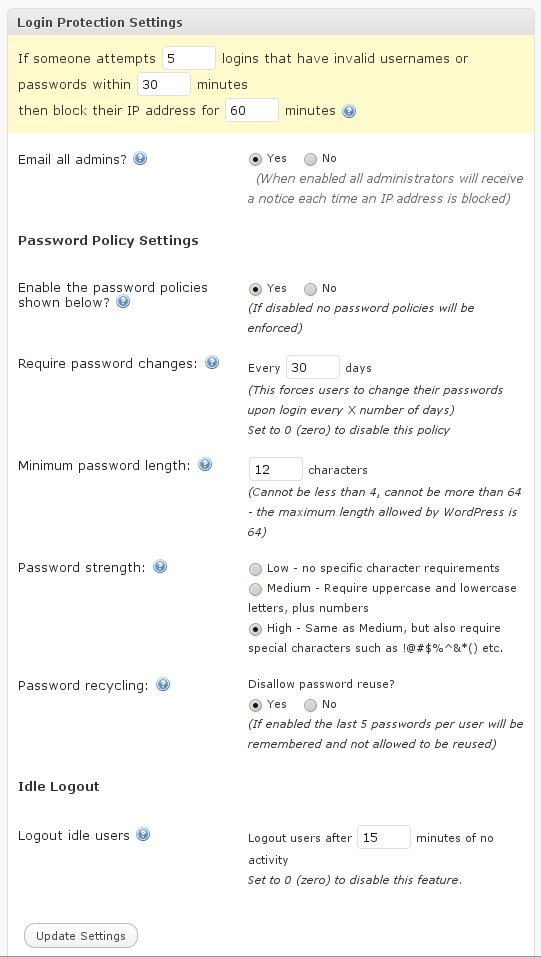 Login Protection Settings
If someone attempts 5 logins that have invalid usernames or
passwords within 30 minutes
then block their IP address for 60 minutes ?
Email all admins? ? Yes No
(When enabled all administrators will receive
a notice each time an IP address is blocked)
Password Policy Settings
Enable the password policies
shown below? ?
Yes No
(If disabled no password policies will be
enforced)
Require password changes: ? Every 30 days
(This forces users to change their passwords
upon login every X number of days)
Set to 0 (zero) to disable this policy
Minimum password length: ? 12 characters
(Cannot be less than 4, cannot be more than 64
- the maximum length allowed by WordPress is
64)
Password strength: ? Low - no specific character requirements
Medium - Require uppercase and lowercase
letters, plus numbers
High - Same as Medium, but also require
special characters such as !@#$%^&*() etc.
Password recycling: ? Disallow password reuse?
Yes No
(If enabled the last 5 passwords per user will be
remembered and not allowed to be reused)
Idle Logout
Logout idle users ? Logout users after 15 minutes of no
activity
Set to 0 (zero) to disable this feature.
Update Settings